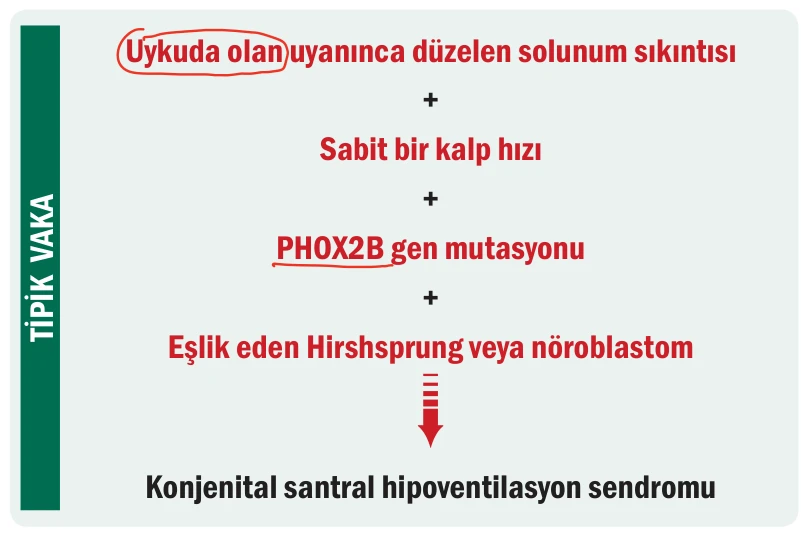 TİPİK VAKA
Uykuda olan uyanınca düzelen solunum sıkıntısı
+
Sabit bir kalp hızı
+
PHOX2B gen mutasyonu
+
Eşlik eden Hirshsprung veya nöroblastom
Konjenital santral hipoventilasyon sendromu